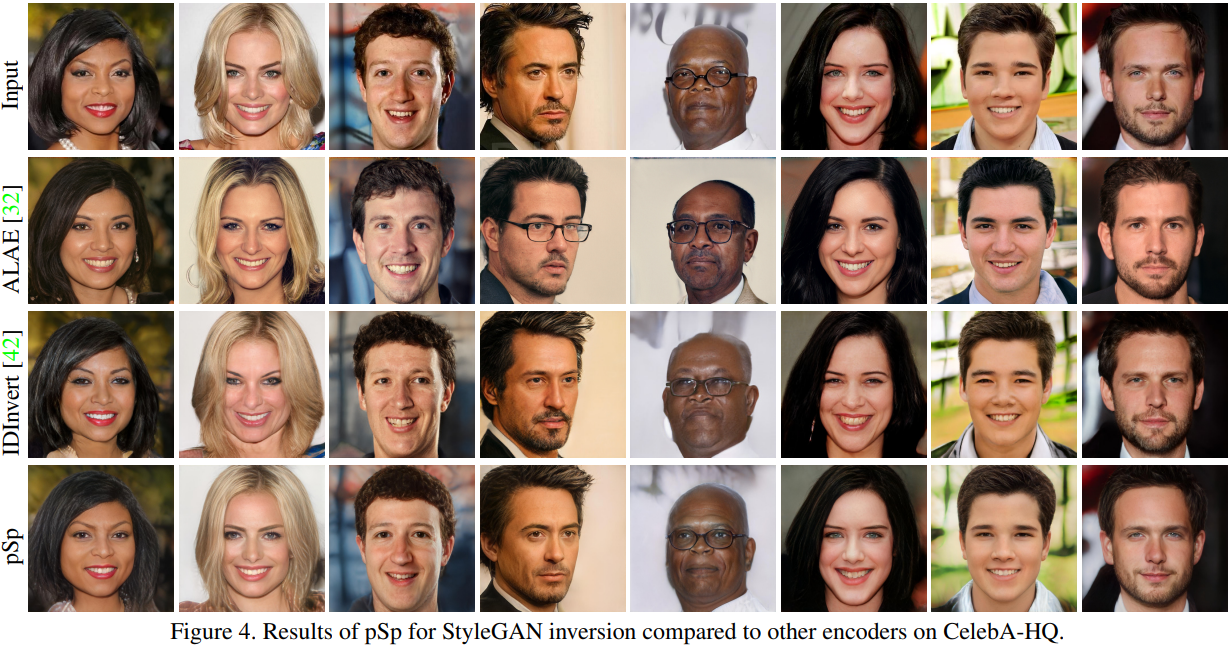 Input
ALAE [32]
IDInvert [42]
pSp
Figure 4. Results of pSp for StyleGAN inversion compared to other encoders on CelebA-HQ.